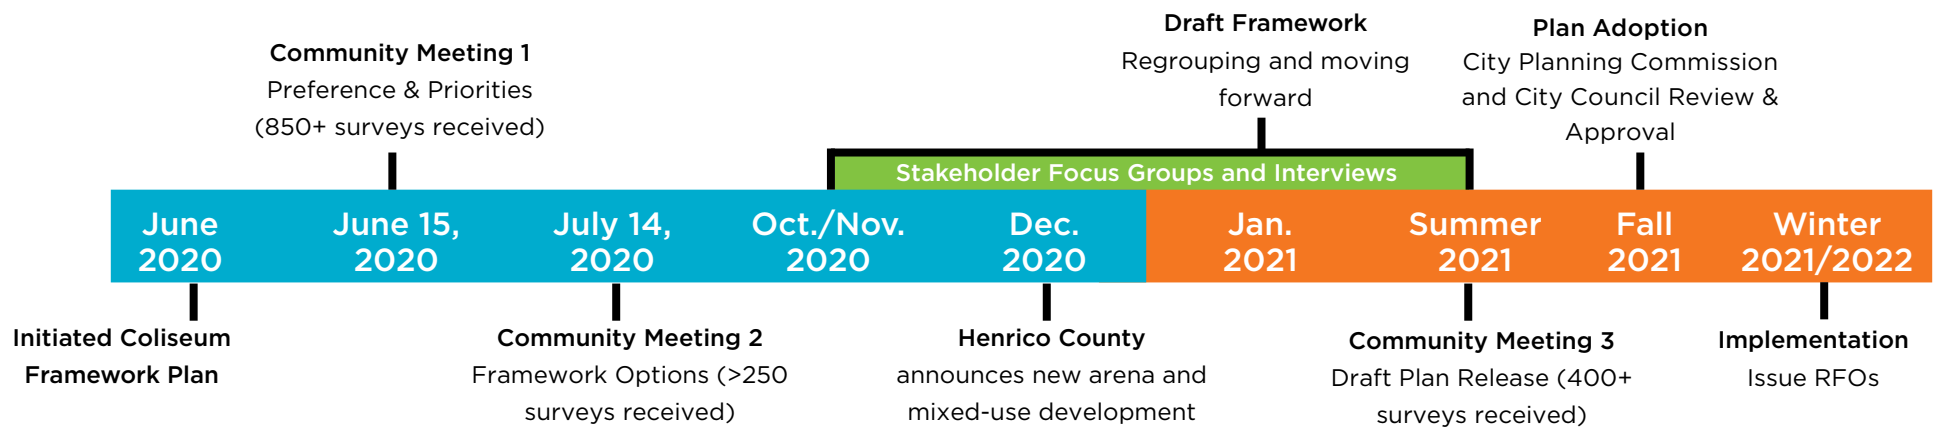 Community Meeting 1
Preference & Priorities
(850+ surveys received)
Draft Framework
Regrouping and moving
forward
Plan Adoption
City Planning Commission
and City Council Review &
Approval
Stakeholder Focus Groups and Interviews
June
2020
June 15,
2020
July 14,
2020
Oct./Nov.
2020
Dec.
2020
Jan.
2021
Summer
2021
Fall
2021
Winter
2021/2022
Initiated Coliseum
Framework Plan
Community Meeting 2
Framework Options (>250
surveys received)
Henrico County
announces new arena and
mixed-use development
Community Meeting 3
Draft Plan Release (400+
surveys received)
Implementation
Issue RFOs